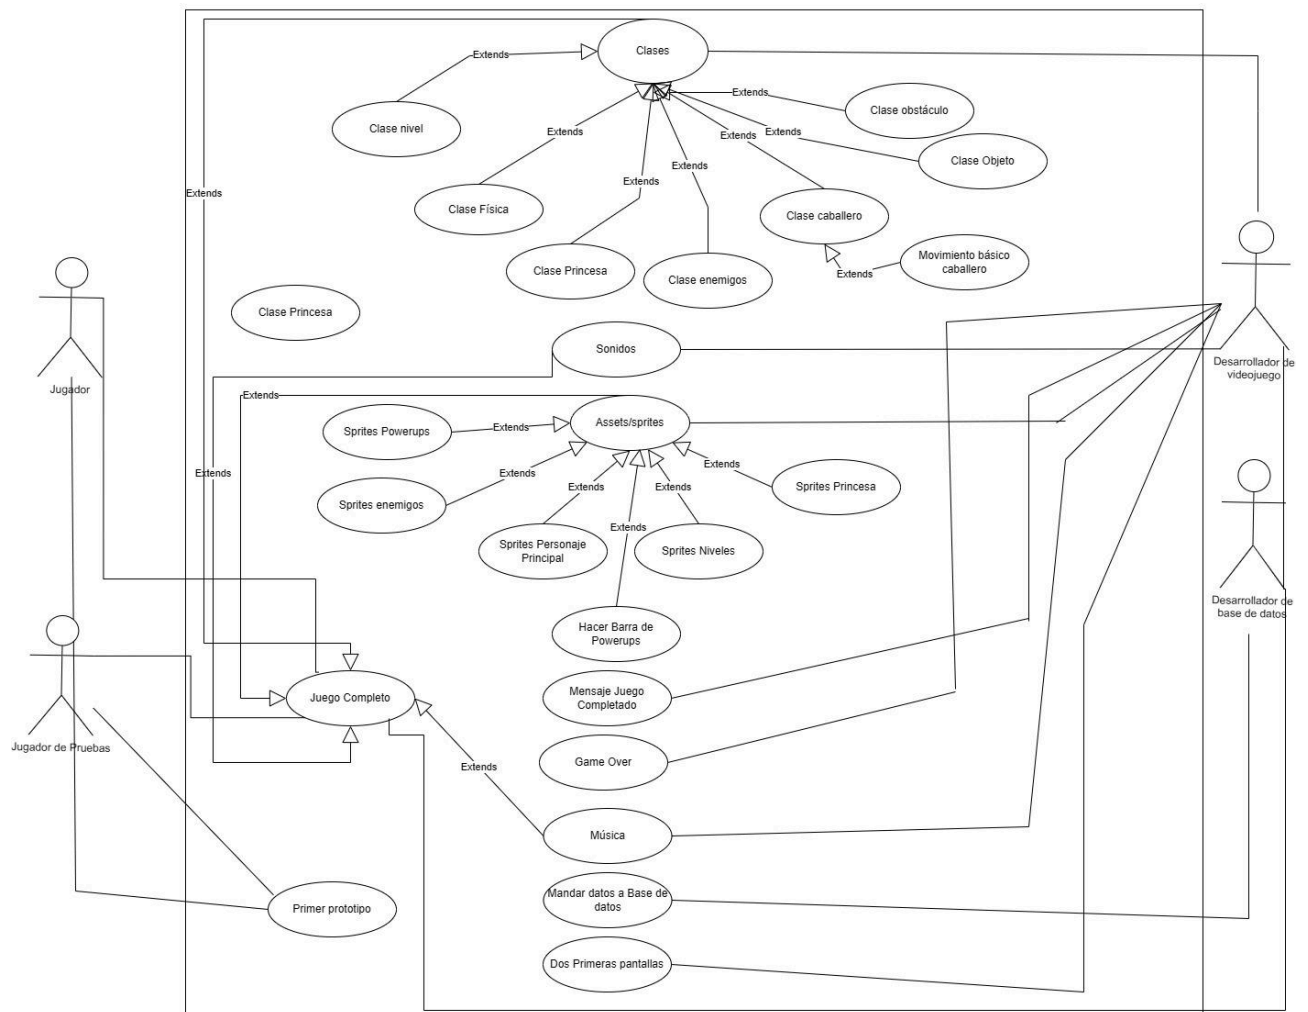 Clases
Extends
Clase nivel
Extends
Clase obstáculo
Extends
Extends
Clase Objeto
Extends
Extends
Extends
Extends
Clase Física
Clase caballero
Clase Princesa
Clase enemigos
Movimiento básico
caballero
Extends
Clase Princesa
Sonidos
Jugador
Desarrollador de
videojuego
Extends
Assets/sprites
Sprites Powerups
Extends
Extends
Extends
Sprites Princesa
Extends
Extends
Sprites enemigos
Extends
Extends
Sprites Personaje
Principal
Sprites Niveles
Desarrollador de
base de datos
Hacer Barra de
Powerups
Juego Completo
Mensaje Juego
Completado
Jugador de Pruebas
Game Over
Extends
Música
Mandar datos a Base de
datos
Primer prototipo
Dos Primeras pantallas